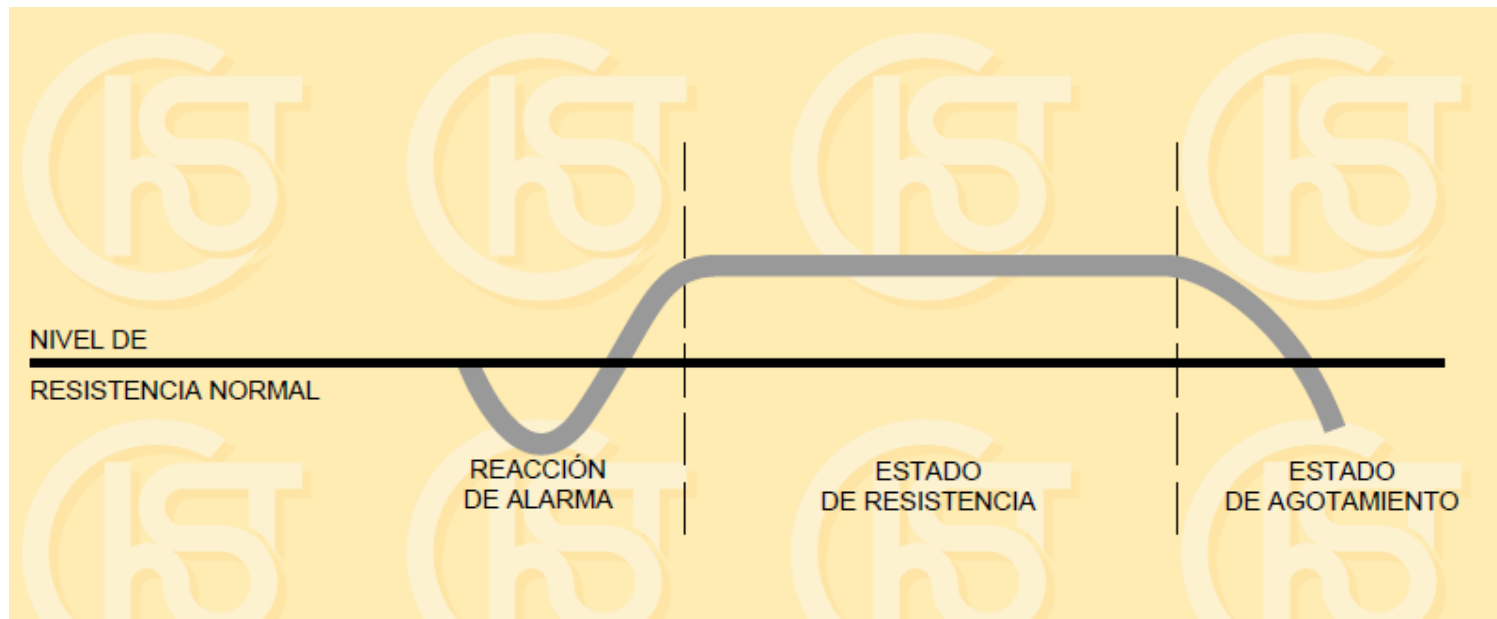 NIVEL DE
RESISTENCIA NORMAL
REACCIÓN
DE ALARMA
ESTADO
DE RESISTENCIA
ESTADO
DE AGOTAMIENTO